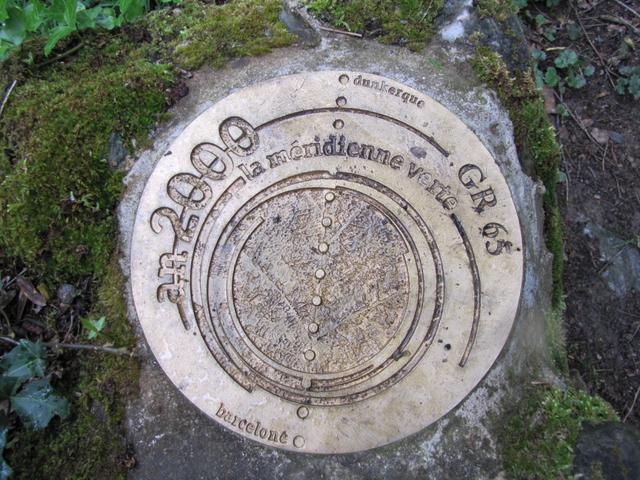 dunkerque
an 2000
la méridienne verte
GR 65
barcelone